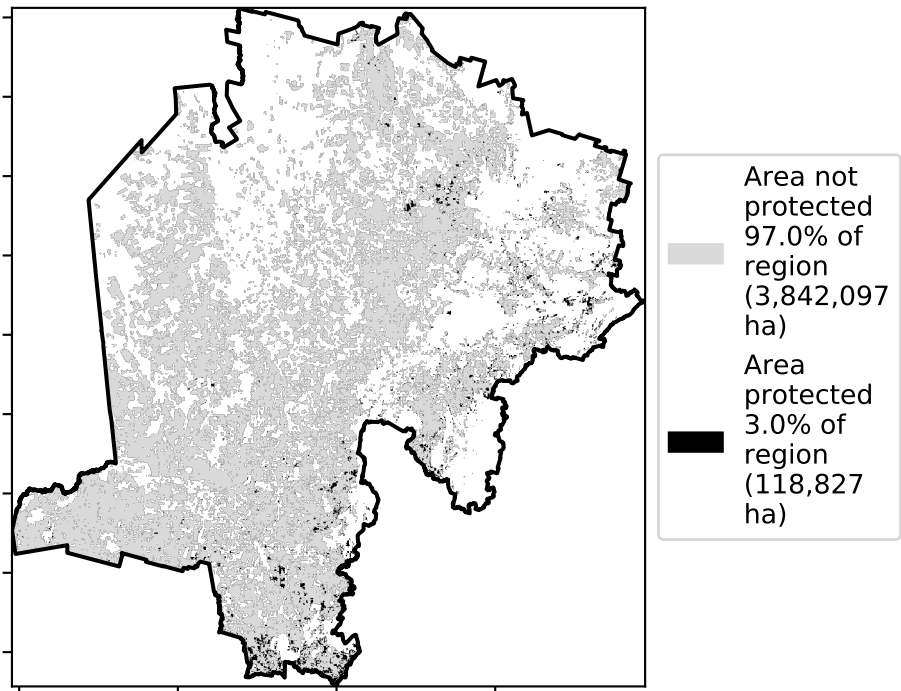 Area not
protected
97.0% of
region
(3,842,097
ha)
Area
protected
3.0% of
region
(118,827
ha)